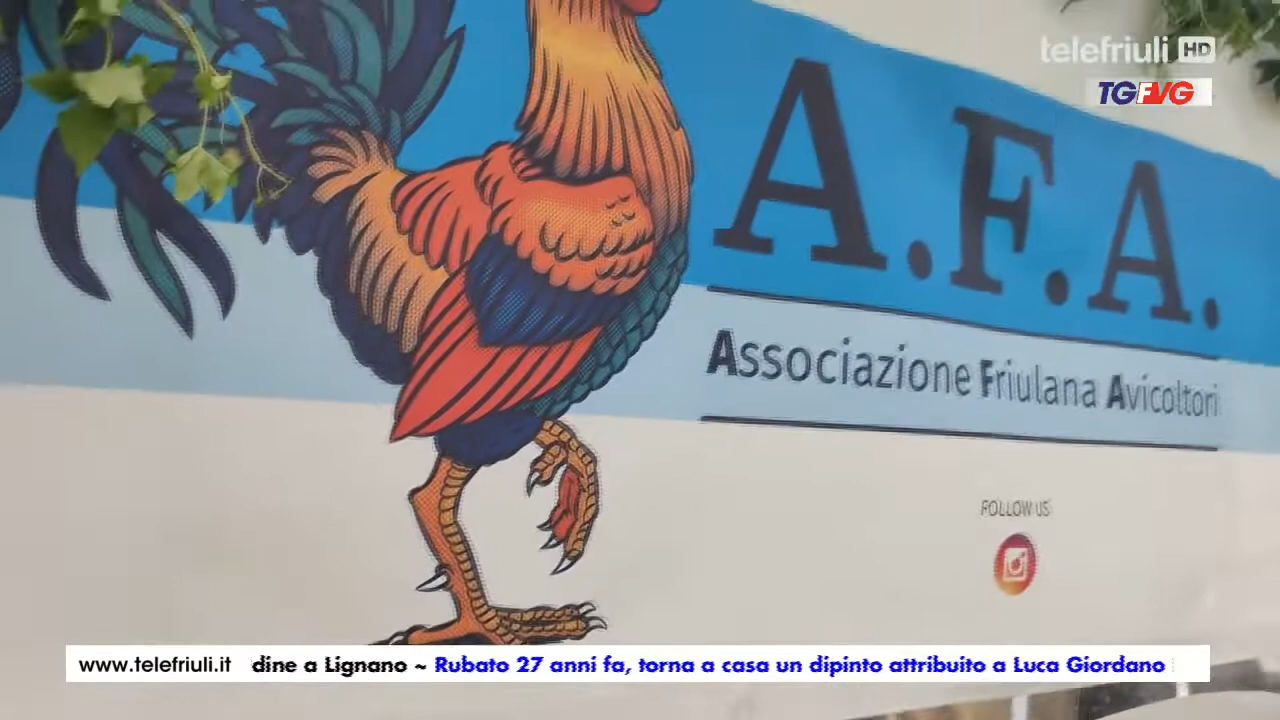 telefriuli HD
TGFVG
A.F.A.
Associazione Friulana Avicoltori
FOLLOW US
www.telefriuli.it dine a Lignano ~ Rubato 27 anni fa, torna a casa un dipinto attribuito a Luca Giordano